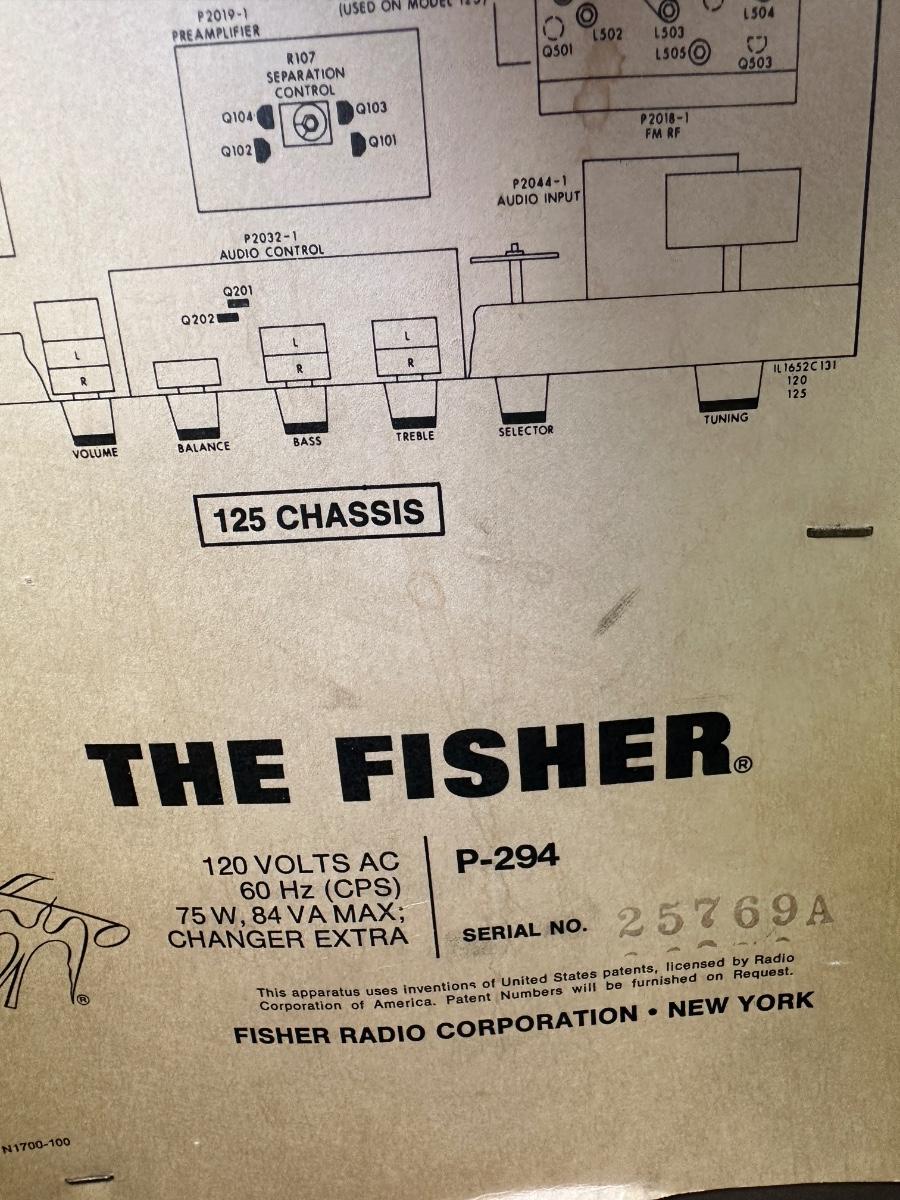 P2019-1
PREAMPLIFIER
(USED ON MODEL 125)
R107
SEPARATION
CONTROL
Q104
Q103
Q102
Q101
L504
L502
L503
Q501
L505
Q503
P2018-1
FM RF
P2044-1
AUDIO INPUT
P2032-1
AUDIO CONTROL
Q201
Q202
L
R
L
R
L
R
IL1652C131
120
125
VOLUME
BALANCE
BASS
TREBLE
SELECTOR
TUNING
125 CHASSIS
THE FISHER®
120 VOLTS AC
60 Hz (CPS)
75 W, 84 VA MAX;
CHANGER EXTRA
P-294
SERIAL NO. 25769A
®
This apparatus uses inventions of United States patents, licensed by Radio
Corporation of America. Patent Numbers will be furnished on Request.
FISHER RADIO CORPORATION • NEW YORK
N1700-100